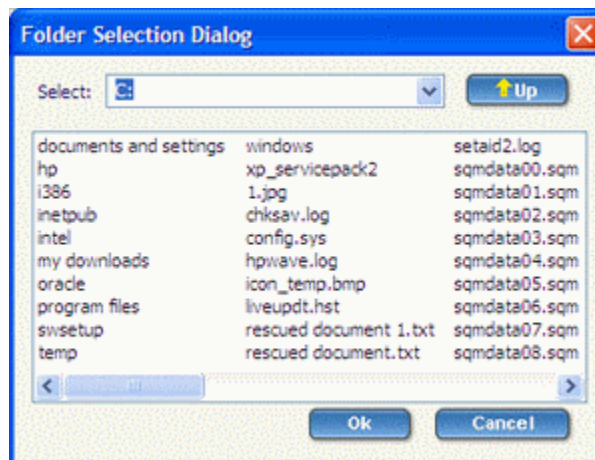 Folder Selection Dialog
Select: C: Up
documents and settings windows setaid2.log
hp xp_servicepack2 sqmdata00.sqm
i386 1.jpg sqmdata01.sqm
inetpub chksav.log sqmdata02.sqm
intel config.sys sqmdata03.sqm
my downloads hpwave.log sqmdata04.sqm
oracle icon_temp.bmp sqmdata05.sqm
program files liveupdt.hst sqmdata06.sqm
swsetup rescued document 1.txt sqmdata07.sqm
temp rescued document.txt sqmdata08.sqm
Ok Cancel